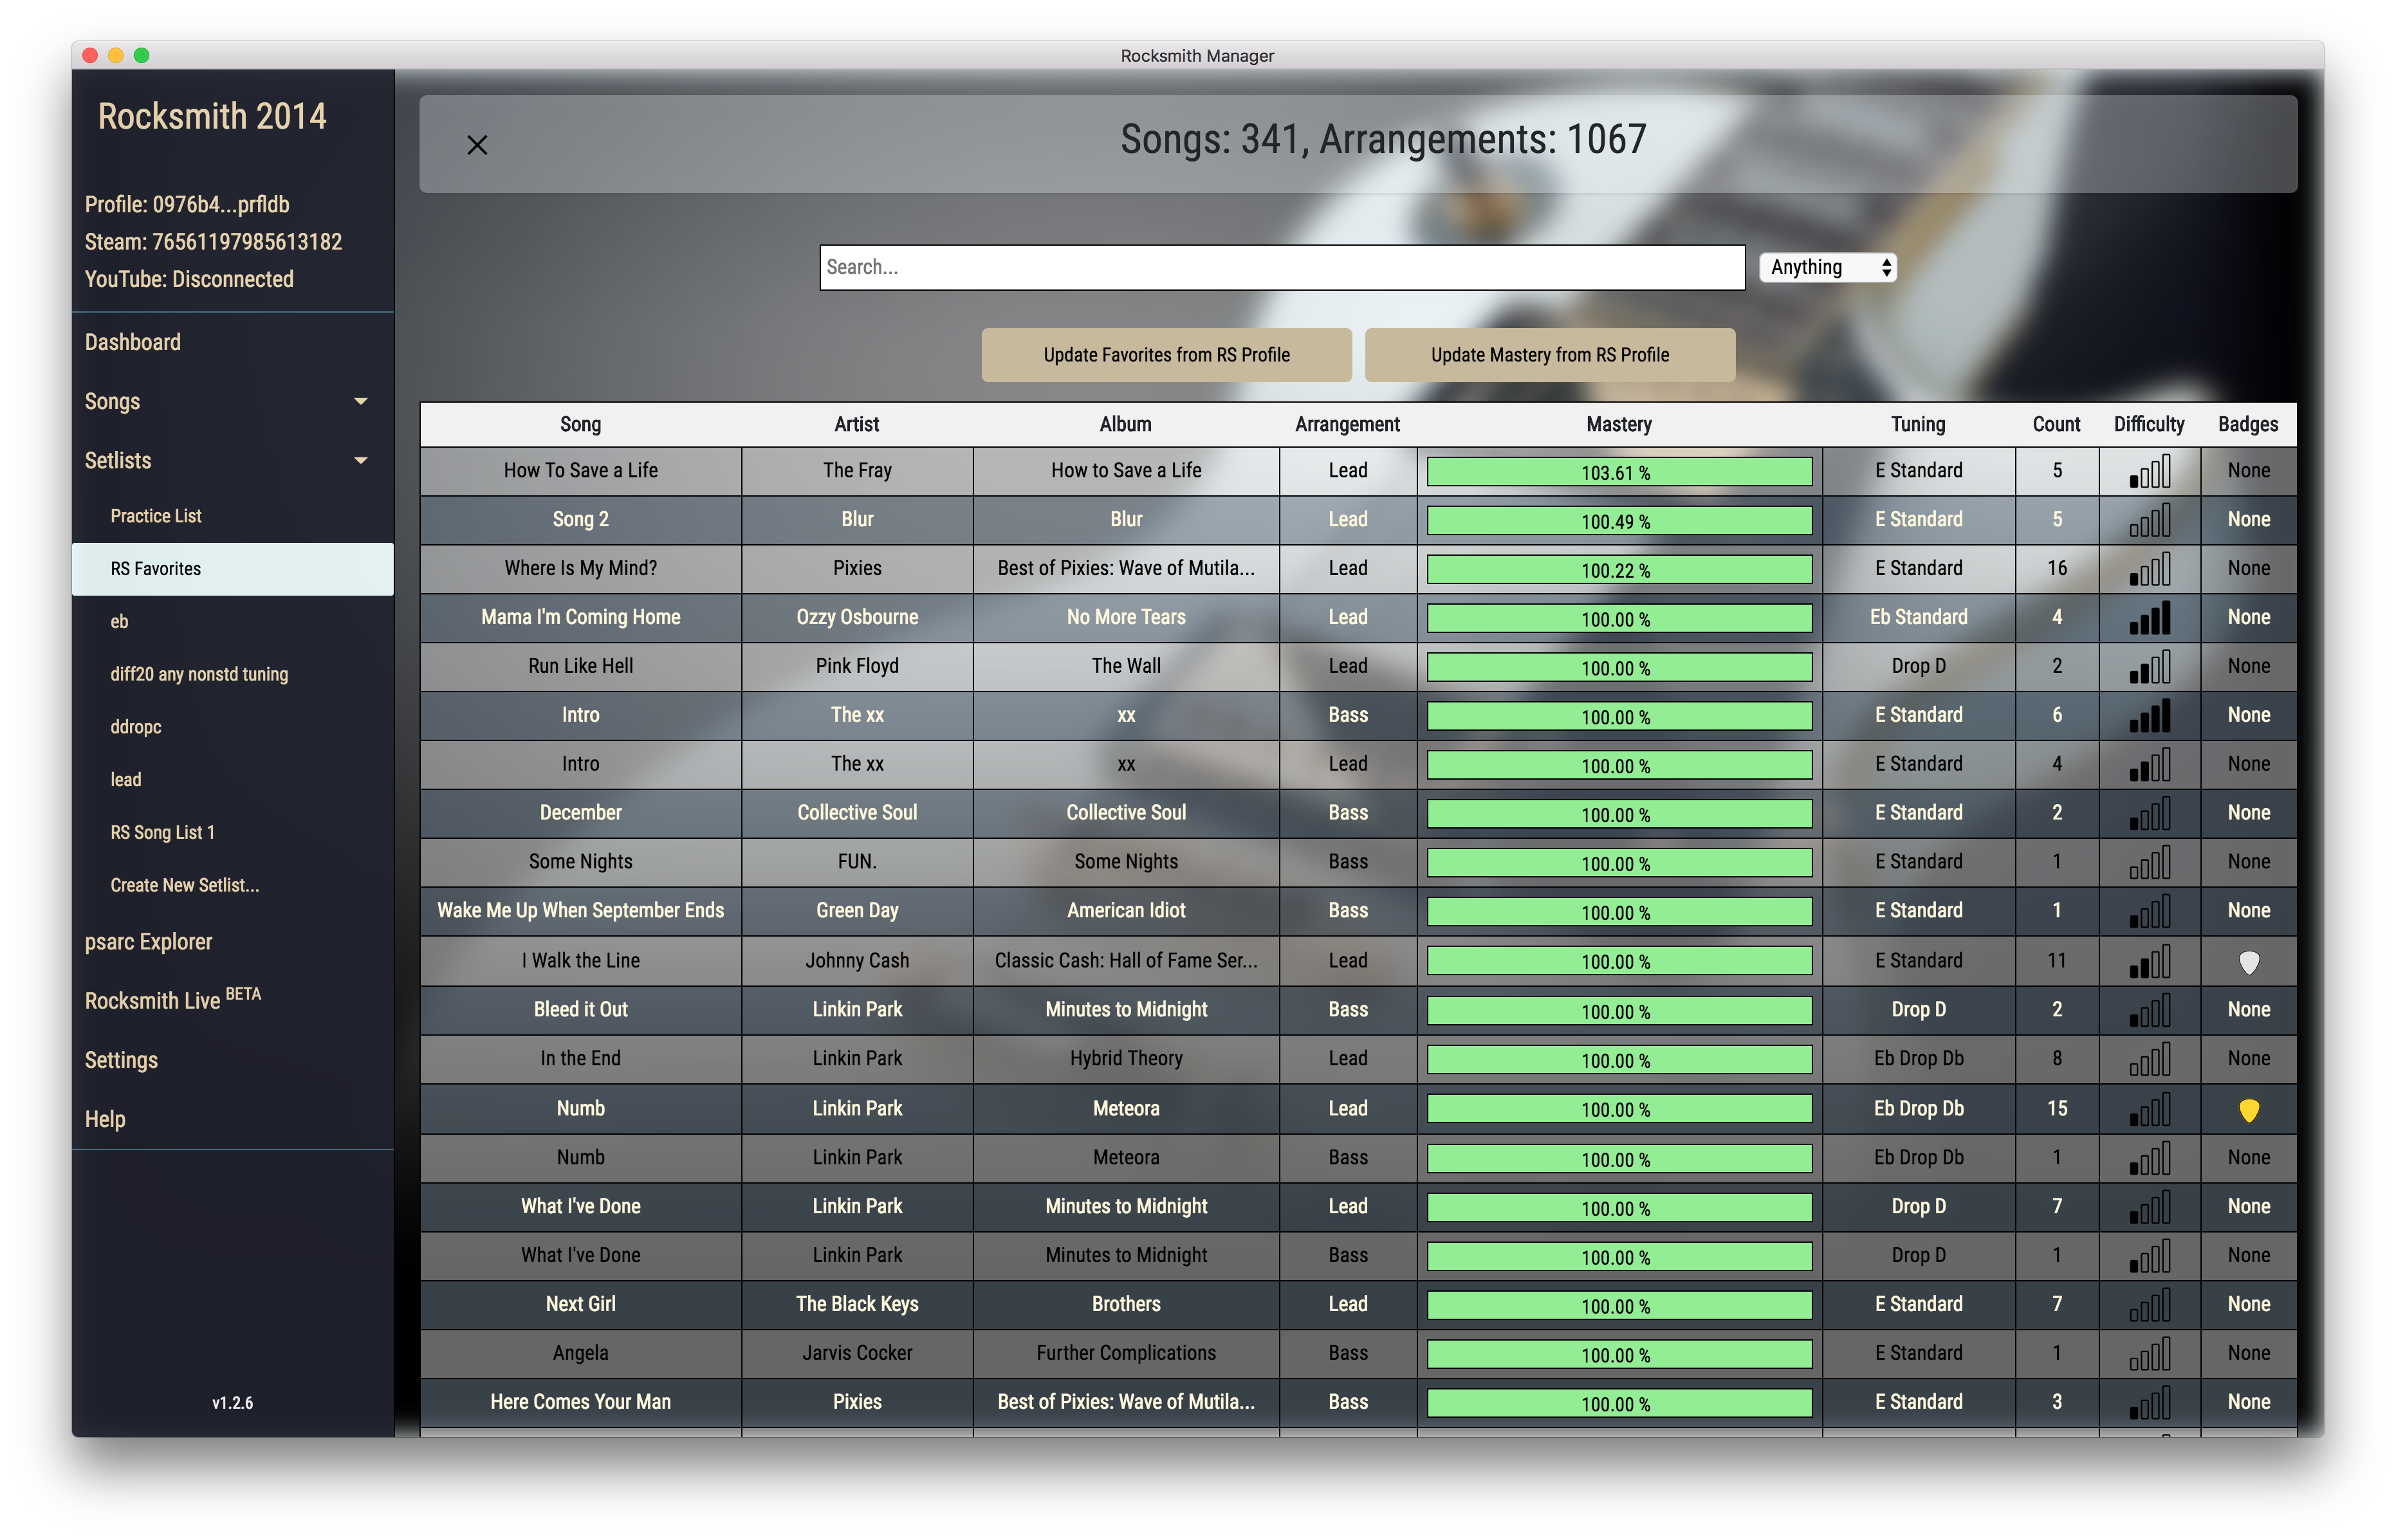 Rocksmith Manager
Rocksmith 2014
Profile: 0976b4...prfldb
Steam: 76561197985613182
YouTube: Disconnected
Dashboard
Songs
Setlists
Practice List
RS Favorites
eb
diff20 any nonstd tuning
ddropc
lead
RS Song List 1
Create New Setlist...
psarc Explorer
Rocksmith Live BETA
Settings
Help
v1.2.6
Songs: 341, Arrangements: 1067
Search... Anything
Update Favorites from RS Profile Update Mastery from RS Profile
Song Artist Album Arrangement Mastery Tuning Count Difficulty Badges
How To Save a Life The Fray How to Save a Life Lead 103.61 % E Standard 5 None
Song 2 Blur Blur Lead 100.49 % E Standard 5 None
Where Is My Mind? Pixies Best of Pixies: Wave of Mutila... Lead 100.22 % E Standard 16 None
Mama I'm Coming Home Ozzy Osbourne No More Tears Lead 100.00 % Eb Standard 4 None
Run Like Hell Pink Floyd The Wall Lead 100.00 % Drop D 2 None
Intro The xx xx Bass 100.00 % E Standard 6 None
Intro The xx xx Lead 100.00 % E Standard 4 None
December Collective Soul Collective Soul Bass 100.00 % E Standard 2 None
Some Nights FUN. Some Nights Bass 100.00 % E Standard 1 None
Wake Me Up When September Ends Green Day American Idiot Bass 100.00 % E Standard 1 None
I Walk the Line Johnny Cash Classic Cash: Hall of Fame Ser... Lead 100.00 % E Standard 11
Bleed it Out Linkin Park Minutes to Midnight Bass 100.00 % Drop D 2 None
In the End Linkin Park Hybrid Theory Lead 100.00 % Eb Drop Db 8 None
Numb Linkin Park Meteora Lead 100.00 % Eb Drop Db 15
Numb Linkin Park Meteora Bass 100.00 % Eb Drop Db 1 None
What I've Done Linkin Park Minutes to Midnight Lead 100.00 % Drop D 7 None
What I've Done Linkin Park Minutes to Midnight Bass 100.00 % Drop D 1 None
Next Girl The Black Keys Brothers Lead 100.00 % E Standard 7 None
Angela Jarvis Cocker Further Complications Bass 100.00 % E Standard 1 None
Here Comes Your Man Pixies Best of Pixies: Wave of Mutila... Bass 100.00 % E Standard 3 None